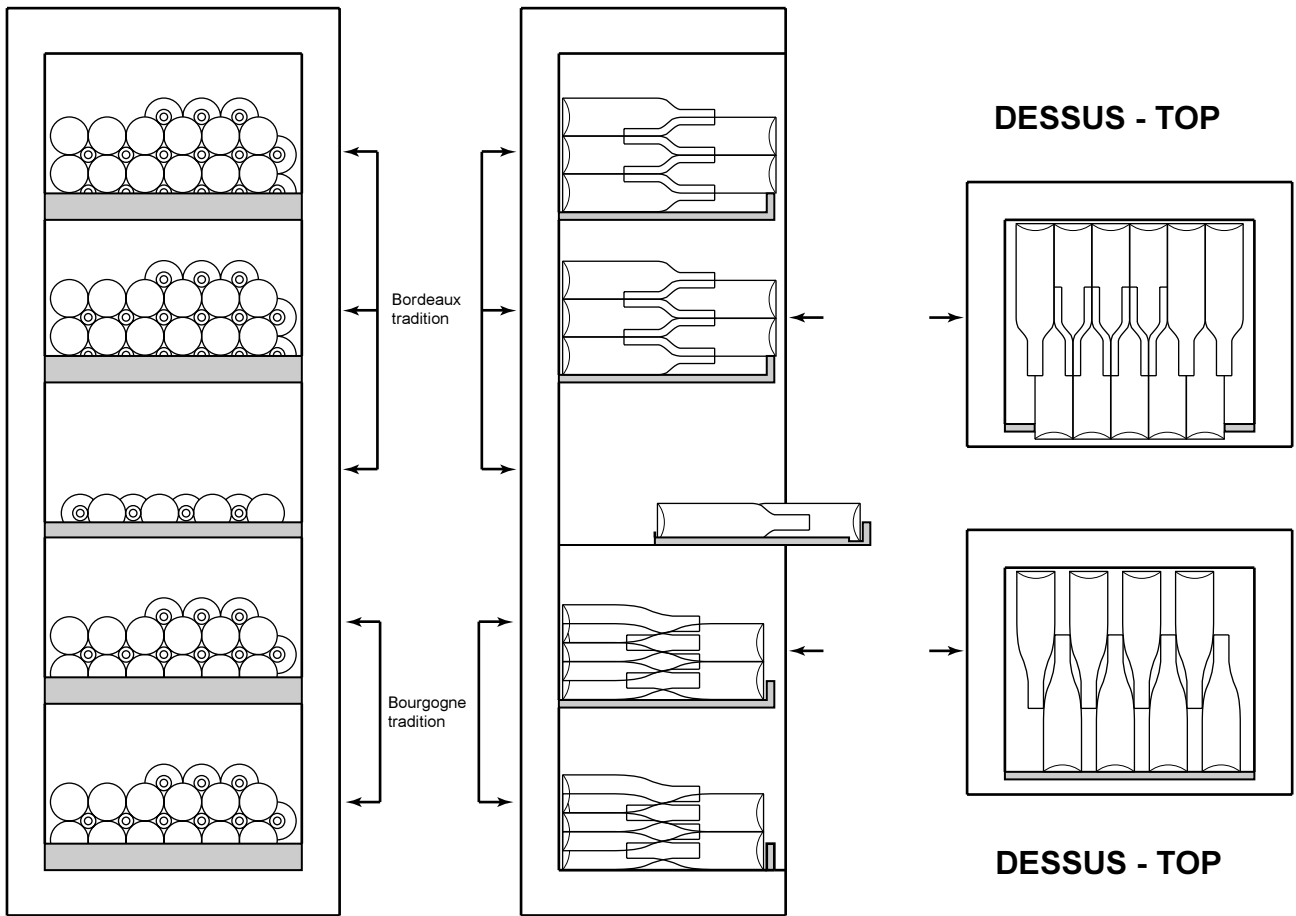 DESSUS - TOP
Bordeaux
tradition
Bourgogne
tradition
DESSUS - TOP